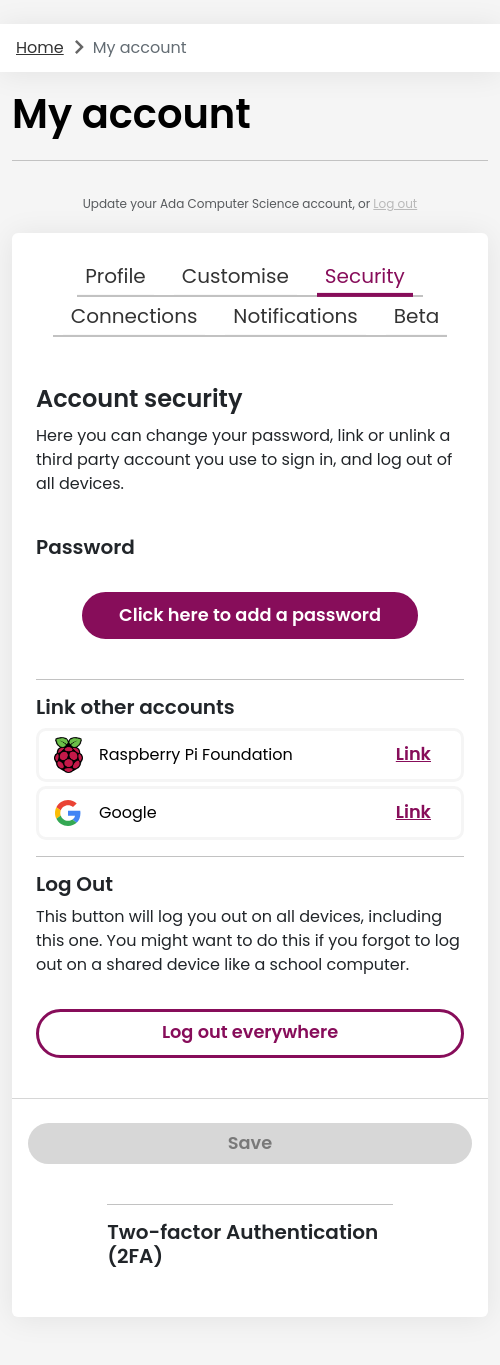 Home > My account
My account
Update your Ada Computer Science account, or Log out
Profile Customise Security
Connections Notifications Beta
Account security
Here you can change your password, link or unlink a
third party account you use to sign in, and log out of
all devices.
Password
Click here to add a password
Link other accounts
Raspberry Pi Foundation Link
Google Link
Log Out
This button will log you out on all devices, including
this one. You might want to do this if you forgot to log
out on a shared device like a school computer.
Log out everywhere
Save
Two-factor Authentication
(2FA)